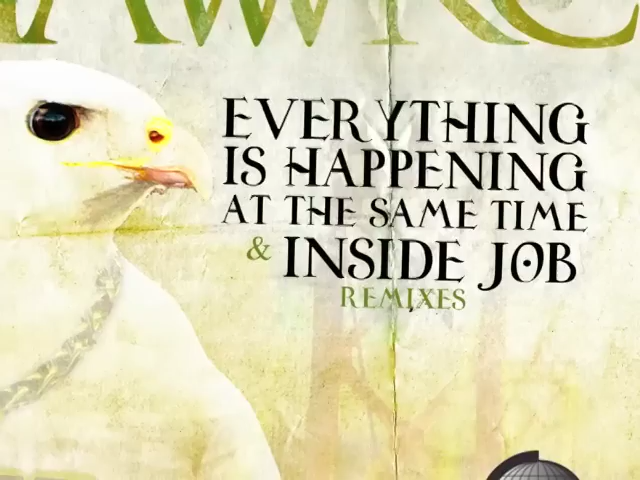 EVERYTHING
IS HAPPENING
AT THE SAME TIME
& INSIDE JOB
REMIXES